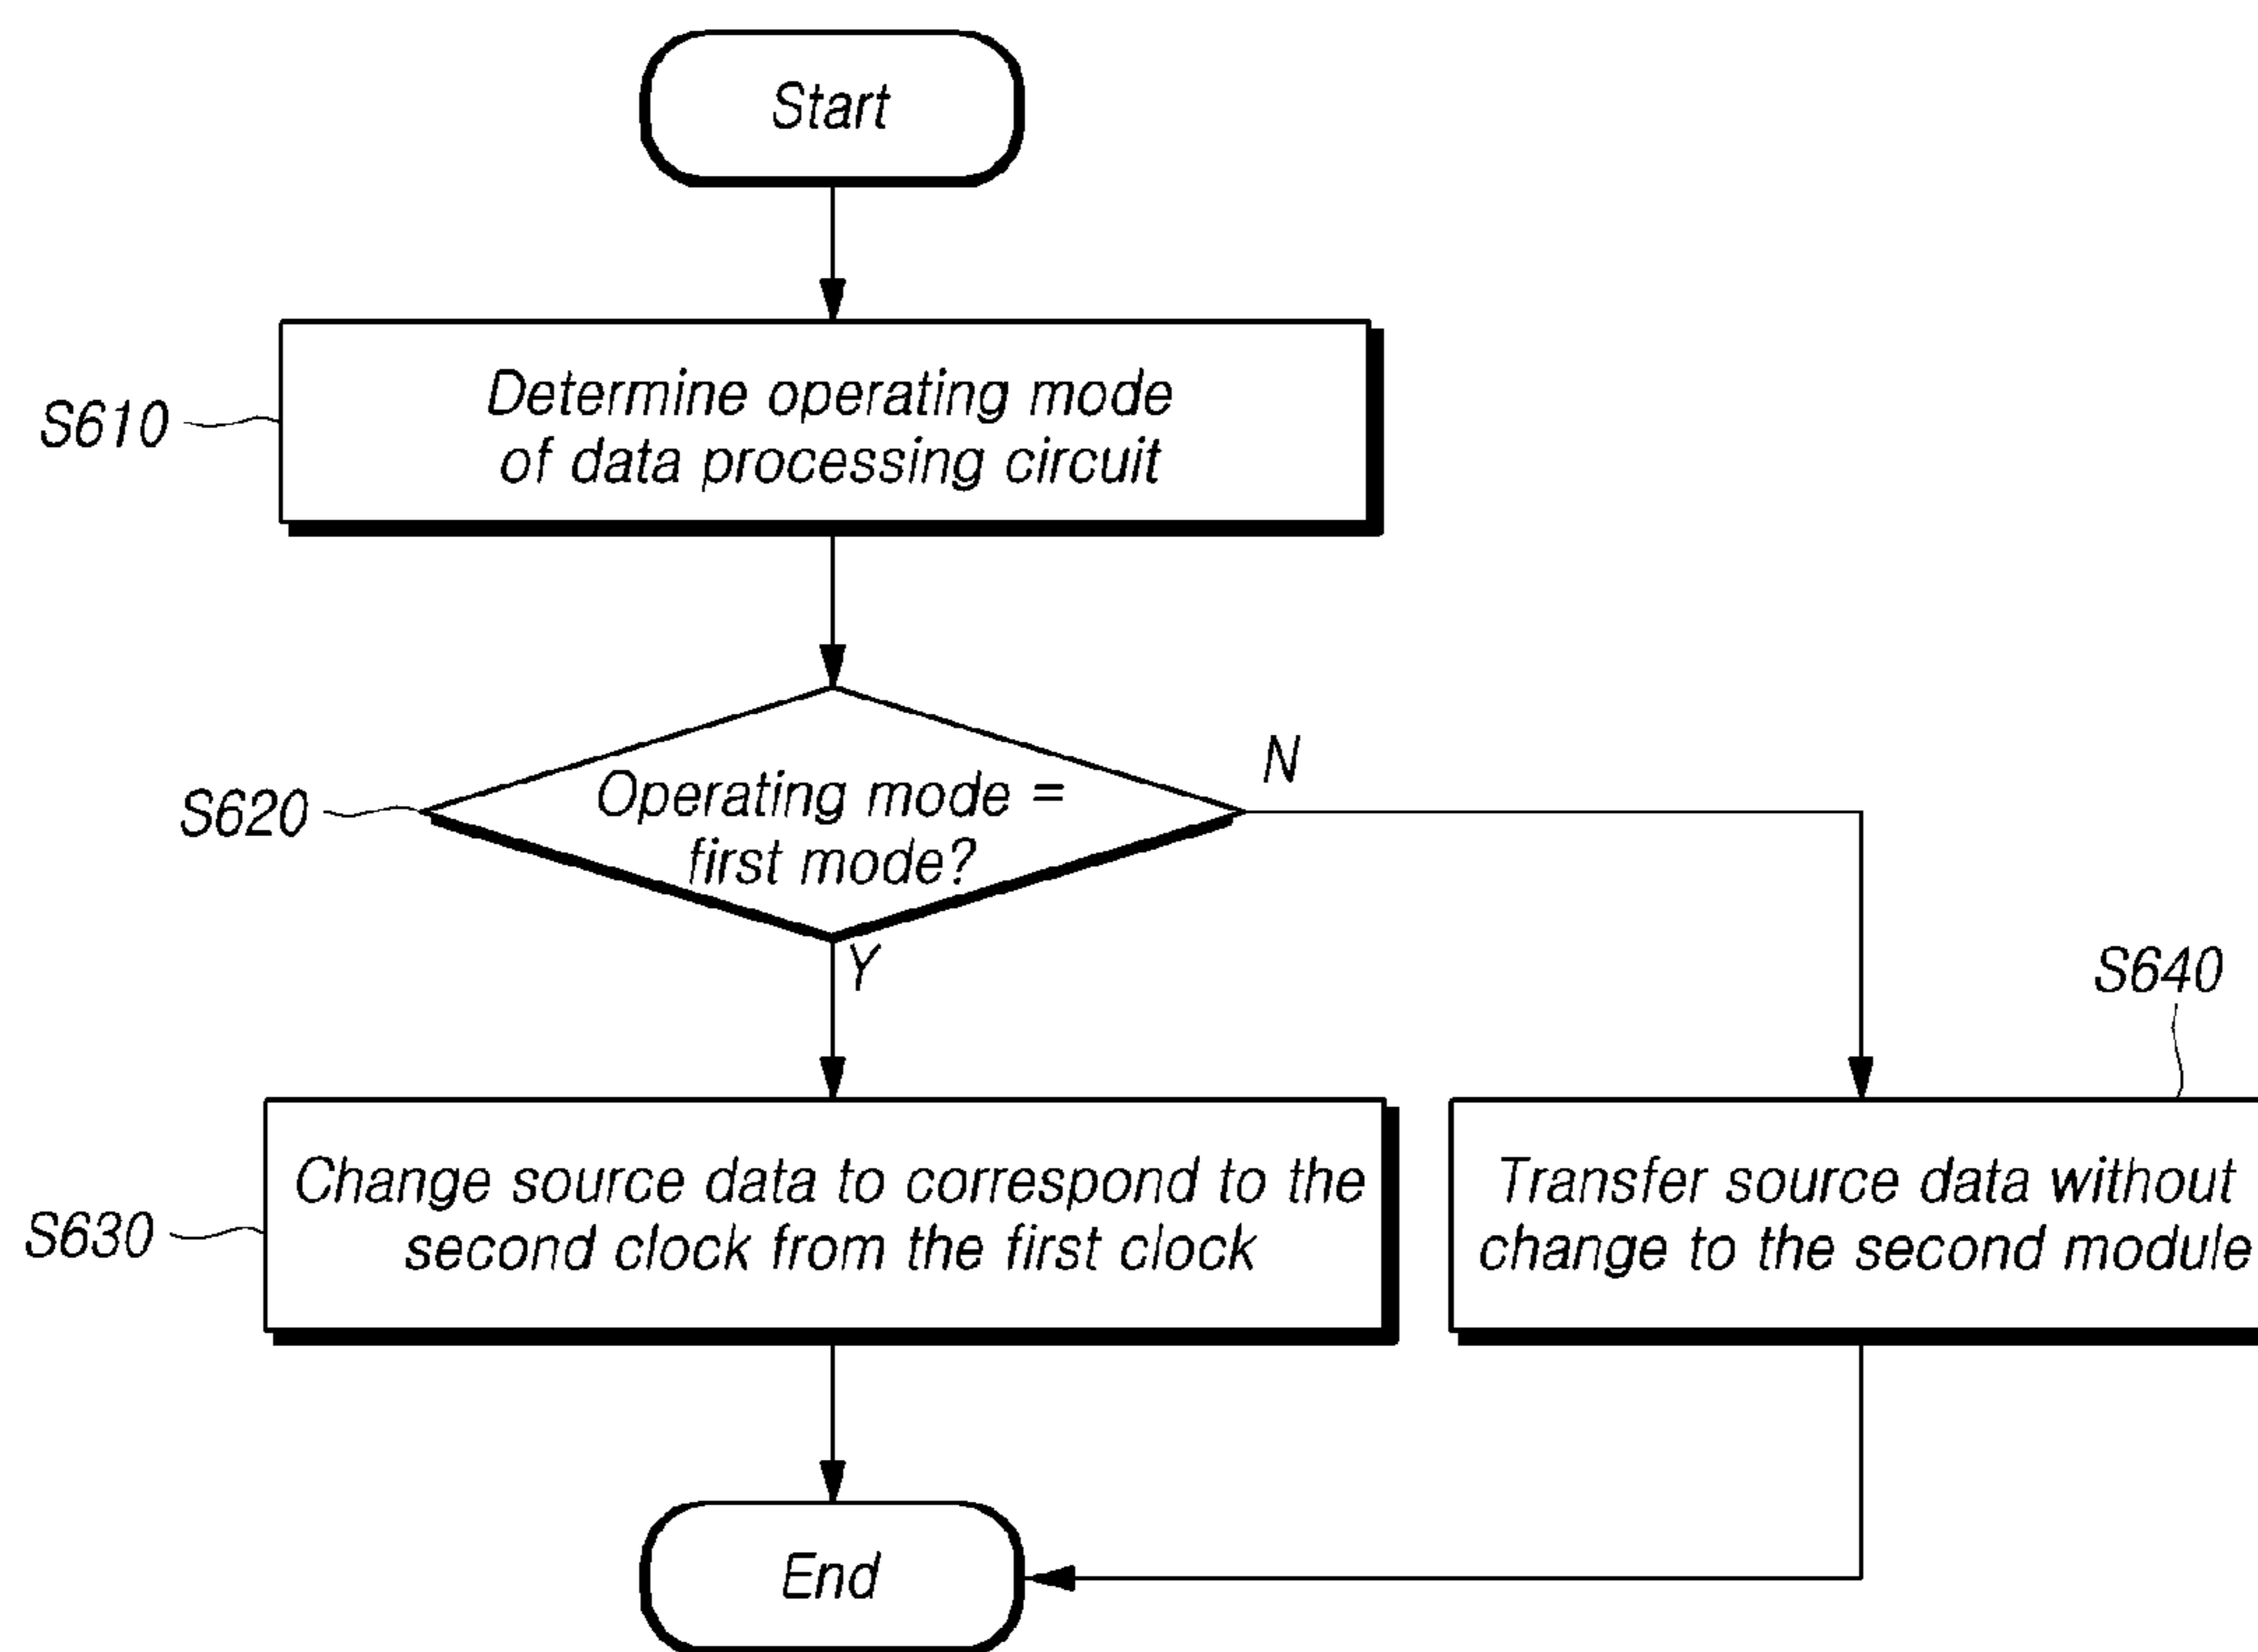 Start
S610
Determine operating mode
of data processing circuit
S620
Operating mode =
first mode?
N
Y
S640
S630
Change source data to correspond to the
second clock from the first clock
Transfer source data without
change to the second module
End